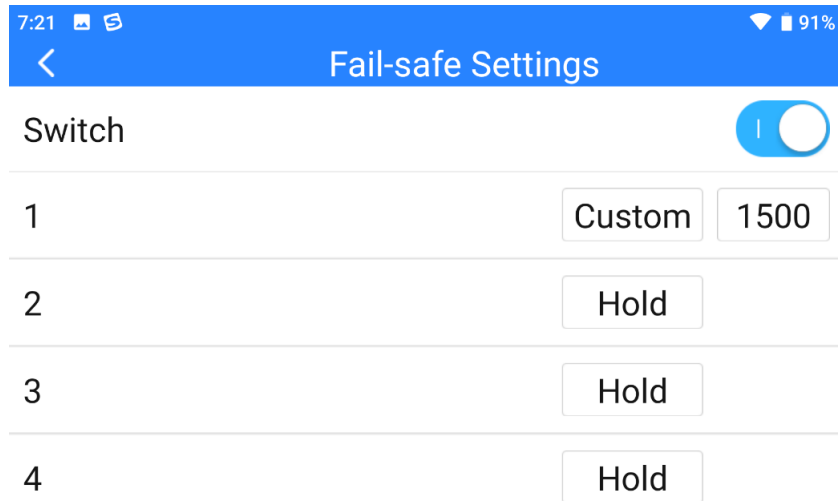 7:21 91%
Fail-safe Settings
Switch
1 Custom 1500
2 Hold
3 Hold
4 Hold